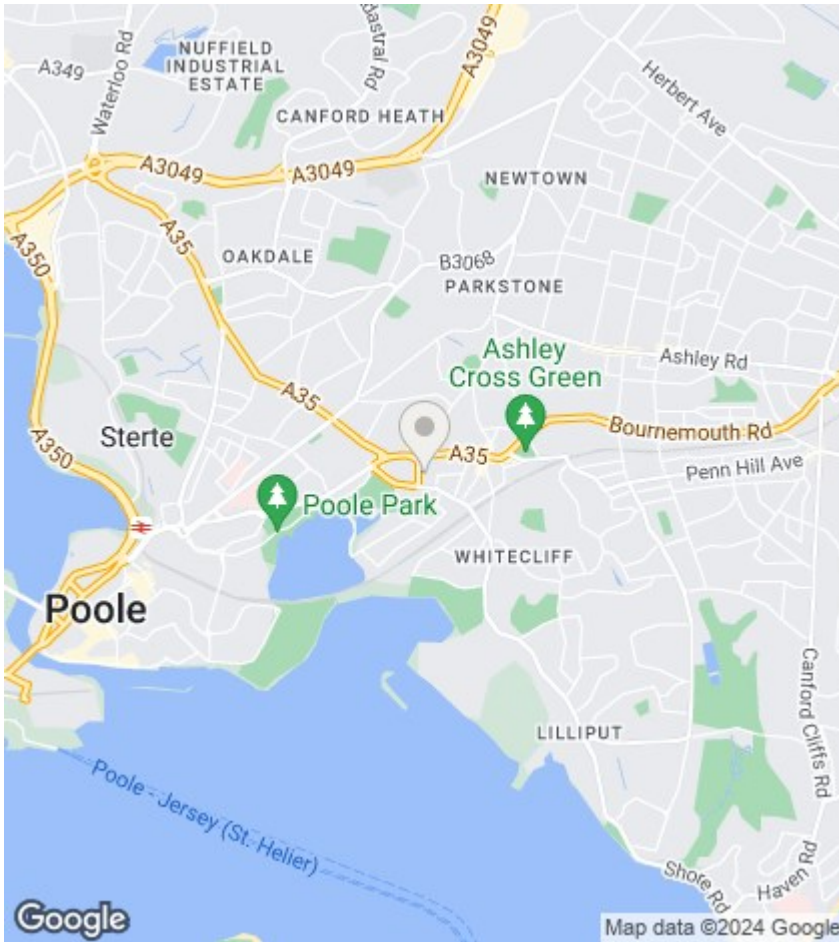 NUFFIELD
INDUSTRIAL
ESTATE
A349
Waterloo Rd
A3049
Herbert Ave
CANFORD HEATH
A3049
A3049
NEWTOWN
A35
A350
OAKDALE
B3068
PARKSTONE
Ashley
Cross Green
Ashley Rd
A35
Sterte
A350
A35
Bournemouth Rd
Penn Hill Ave
Poole Park
WHITECLIFF
Poole
Canford Cliffs Rd
LILLIPUT
Poole - Jersey (St. Helier)
Shore Rd
Haven Rd
Google
Map data ©2024 Google